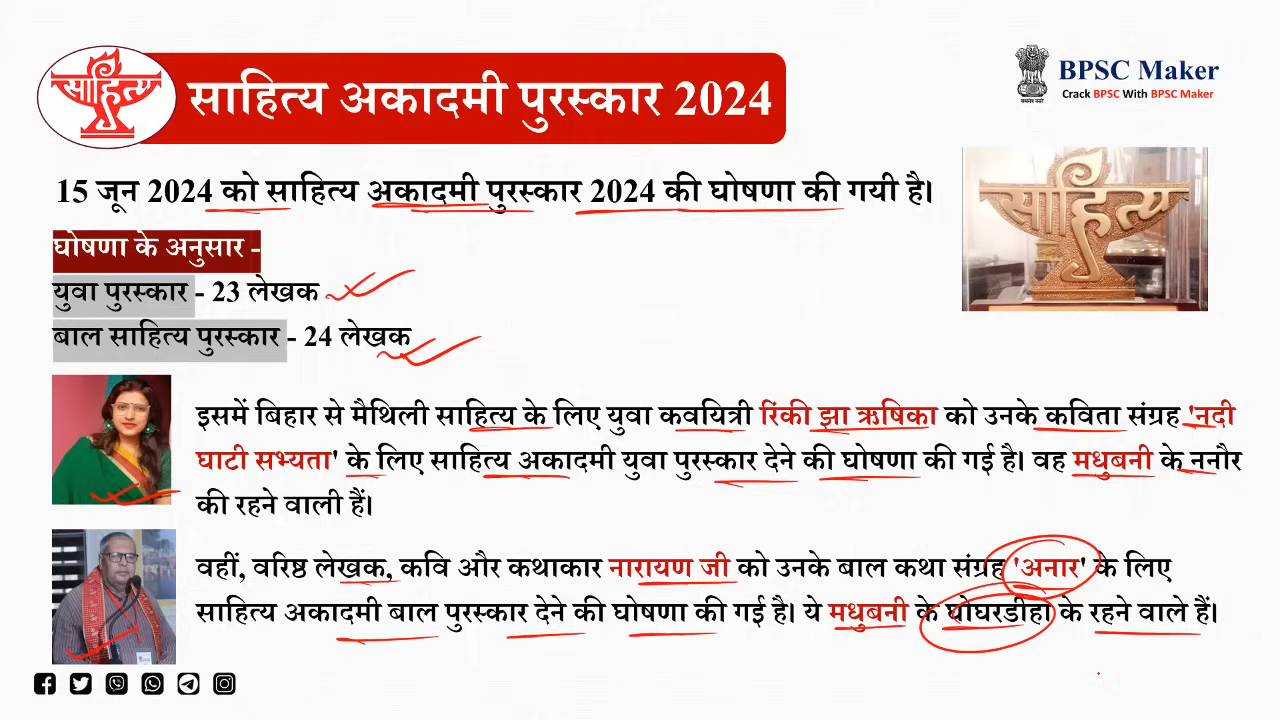 साहित्य
साहित्य अकादमी पुरस्कार 2024
BPSC Maker
Crack BPSC With BPSC Maker
15 जून 2024 को साहित्य अकादमी पुरस्कार 2024 की घोषणा की गयी है।
साहित्य
घोषणा के अनुसार -
युवा पुरस्कार - 23 लेखक
बाल साहित्य पुरस्कार - 24 लेखक
इसमें बिहार से मैथिली साहित्य के लिए युवा कवयित्री रिंकी झा ऋषिका को उनके कविता संग्रह 'नदी
घाटी सभ्यता' के लिए साहित्य अकादमी युवा पुरस्कार देने की घोषणा की गई है। वह मधुबनी के ननौर
की रहने वाली हैं।
वहीं, वरिष्ठ लेखक, कवि और कथाकार नारायण जी को उनके बाल कथा संग्रह 'अनार' के लिए
साहित्य अकादमी बाल पुरस्कार देने की घोषणा की गई है। ये मधुबनी के घोघरडीहा के रहने वाले हैं।